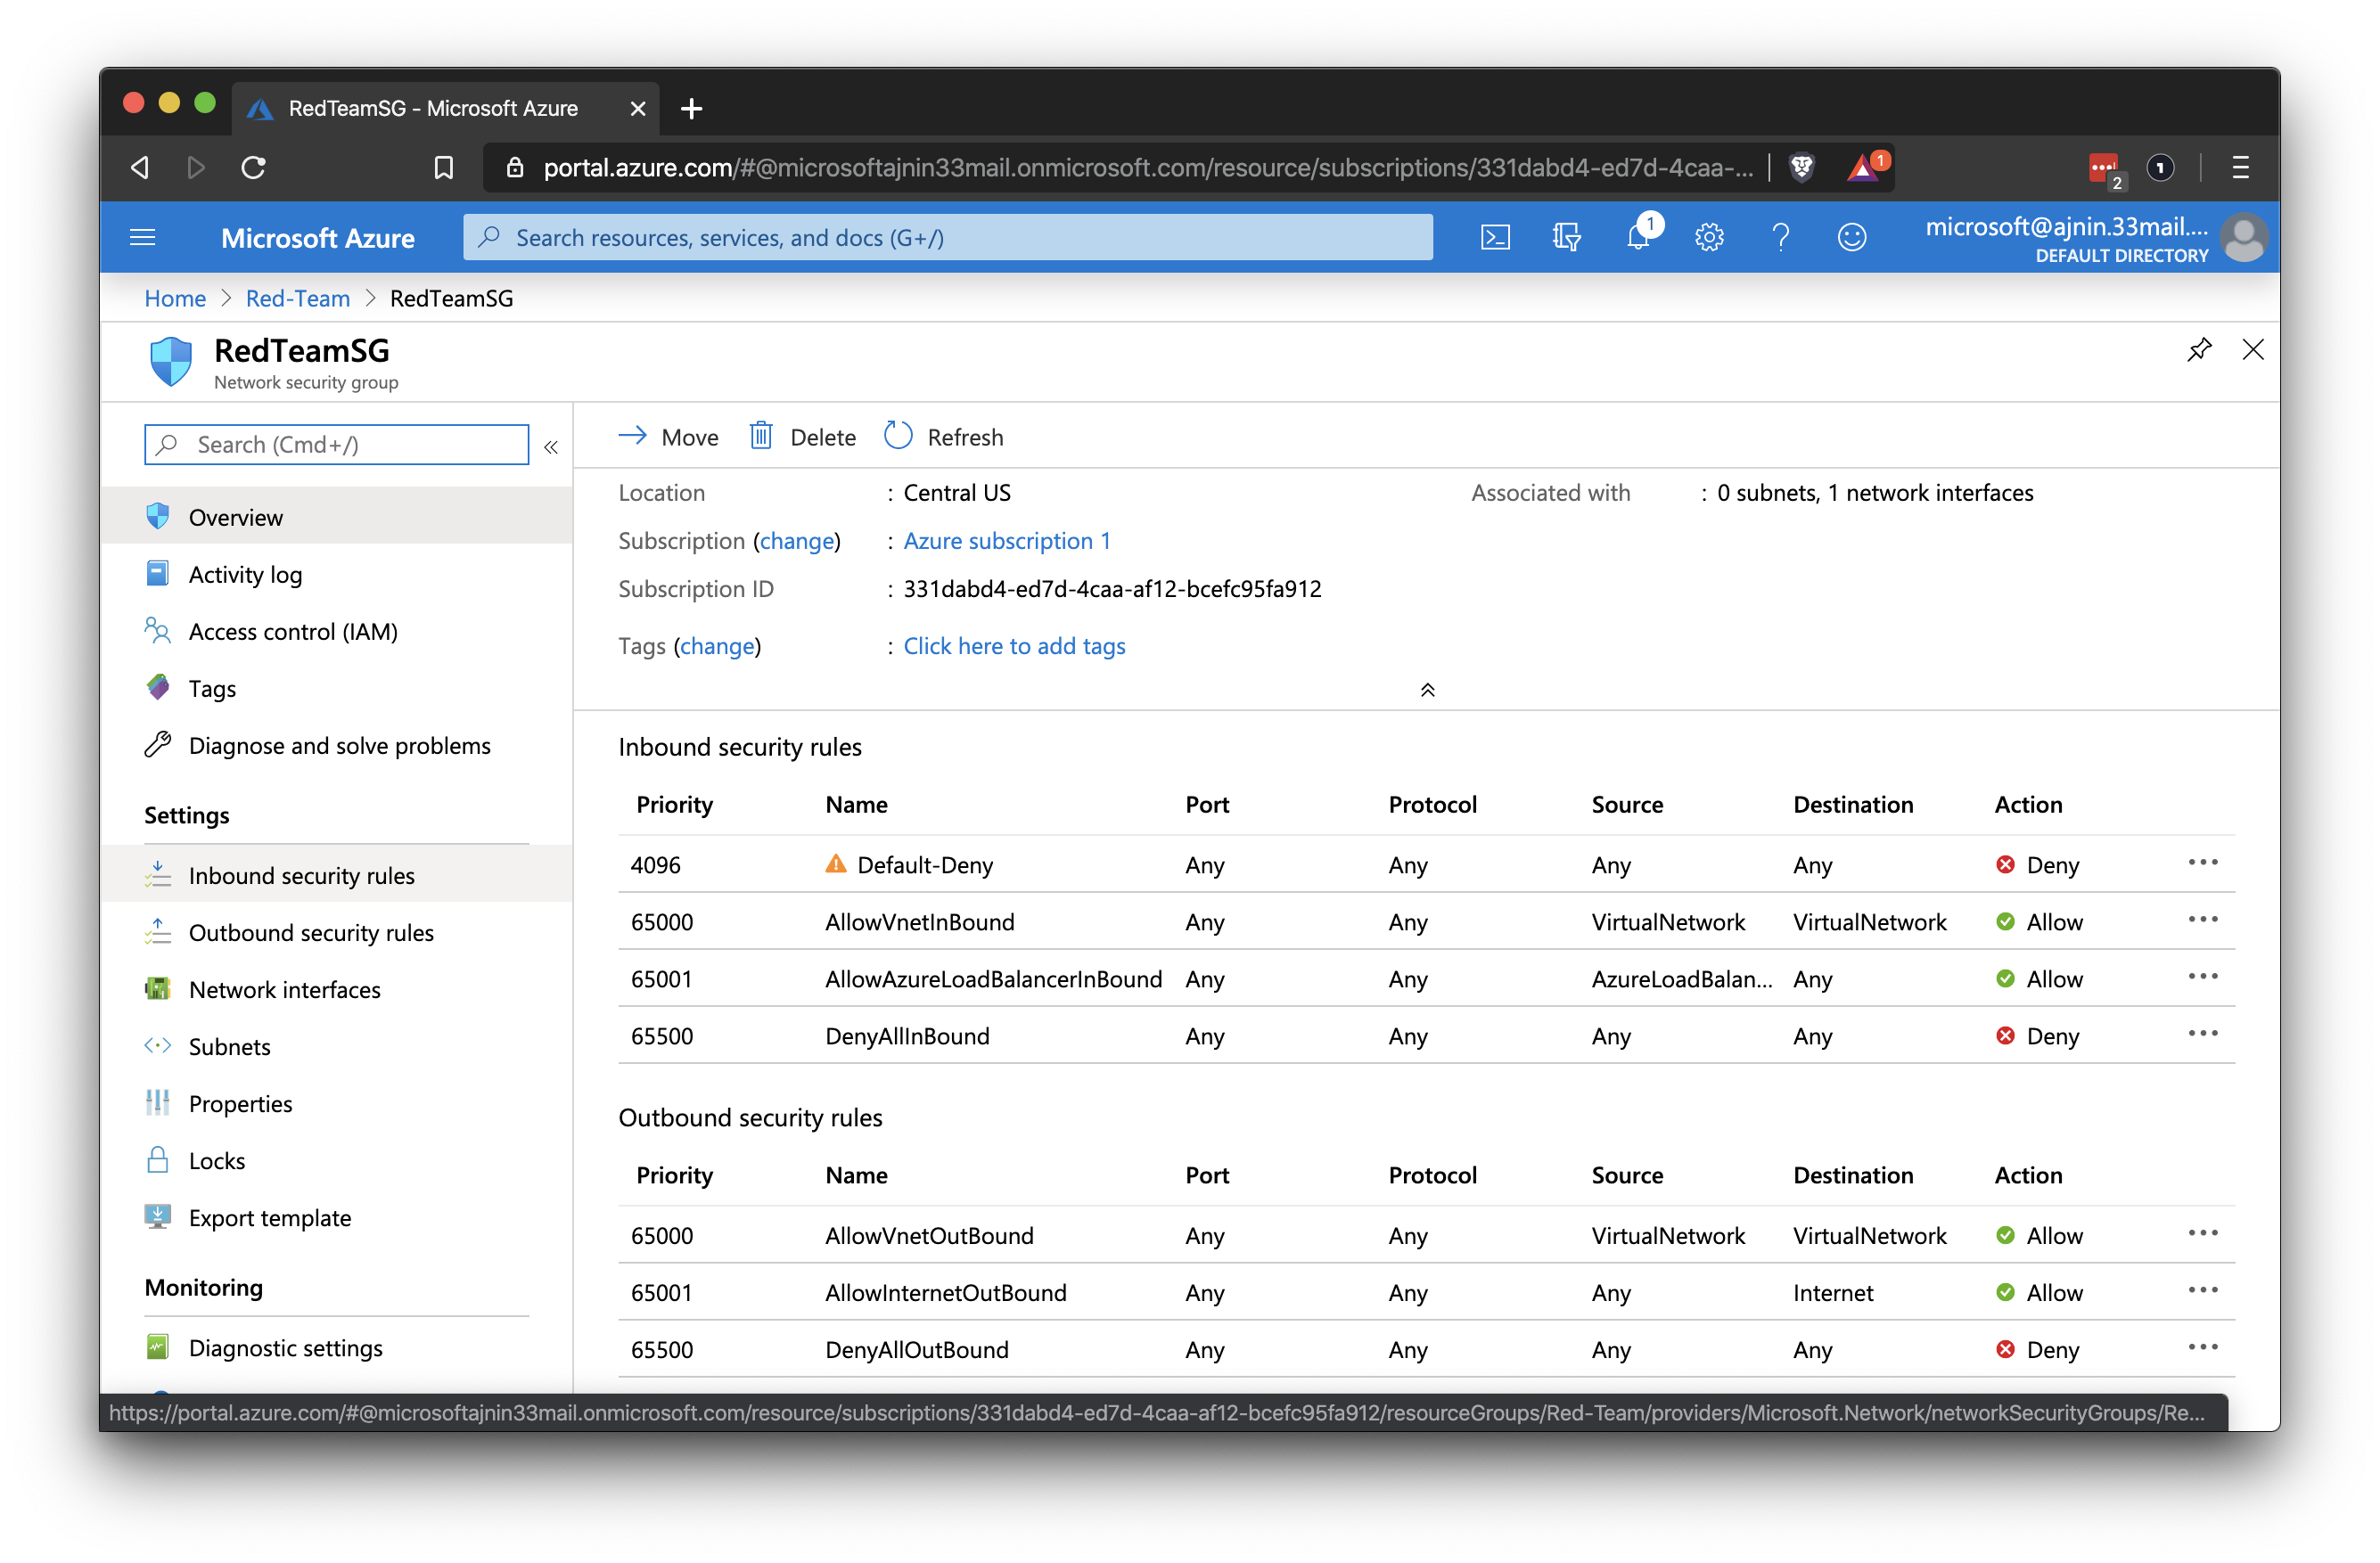 RedTeamSG - Microsoft Azure
portal.azure.com/#@microsoftajnin33mail.onmicrosoft.com/resource/subscriptions/331dabd4-ed7d-4caa-...
1
2
1
Microsoft Azure
Search resources, services, and docs (G+/)
1
microsoft@ajnin.33mail....
DEFAULT DIRECTORY
Home > Red-Team > RedTeamSG
RedTeamSG
Network security group
Search (Cmd+/)
«
Overview
Activity log
Access control (IAM)
Tags
Diagnose and solve problems
Settings
Inbound security rules
Outbound security rules
Network interfaces
Subnets
Properties
Locks
Export template
Monitoring
Diagnostic settings
Move Delete Refresh
Location : Central US
Associated with : 0 subnets, 1 network interfaces
Subscription (change) : Azure subscription 1
Subscription ID : 331dabd4-ed7d-4caa-af12-bcefc95fa912
Tags (change) : Click here to add tags
Inbound security rules
Priority Name Port Protocol Source Destination Action
4096 Default-Deny Any Any Any Any Deny ...
65000 AllowVnetInBound Any Any VirtualNetwork VirtualNetwork Allow ...
65001 AllowAzureLoadBalancerInBound Any Any AzureLoadBalan... Any Allow ...
65500 DenyAllInBound Any Any Any Any Deny ...
Outbound security rules
Priority Name Port Protocol Source Destination Action
65000 AllowVnetOutBound Any Any VirtualNetwork VirtualNetwork Allow ...
65001 AllowInternetOutBound Any Any Any Internet Allow ...
65500 DenyAllOutBound Any Any Any Any Deny ...
https://portal.azure.com/#@microsoftajnin33mail.onmicrosoft.com/resource/subscriptions/331dabd4-ed7d-4caa-af12-bcefc95fa912/resourceGroups/Red-Team/providers/Microsoft.Network/networkSecurityGroups/Re...